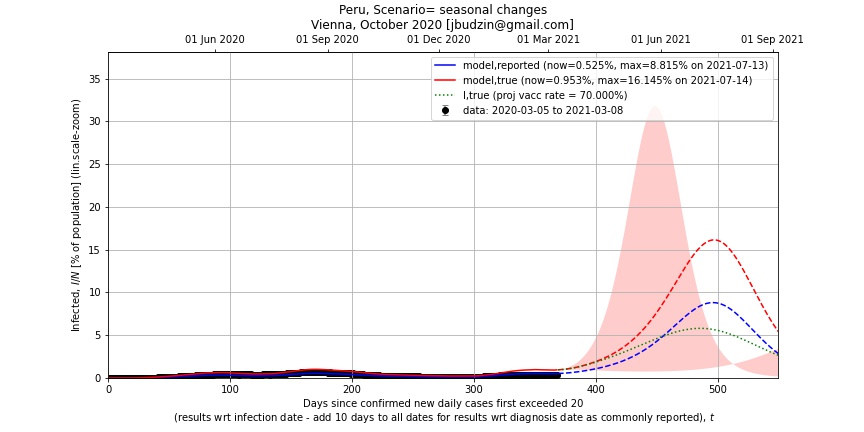 Peru, Scenario= seasonal changes
Vienna, October 2020 [jbudzin@gmail.com]
01 Jun 2020 01 Sep 2020 01 Dec 2020 01 Mar 2021 01 Jun 2021 01 Sep 2021
model,reported (now=0.525%, max=8.815% on 2021-07-13)
model,true (now=0.953%, max=16.145% on 2021-07-14)
I,true (proj vacc rate = 70.000%)
data: 2020-03-05 to 2021-03-08
Infected, I/N [% of population] (lin.scale-zoom)
35
30
25
20
15
10
5
0
0 100 200 300 400 500
Days since confirmed new daily cases first exceeded 20
(results wrt infection date - add 10 days to all dates for results wrt diagnosis date as commonly reported), t